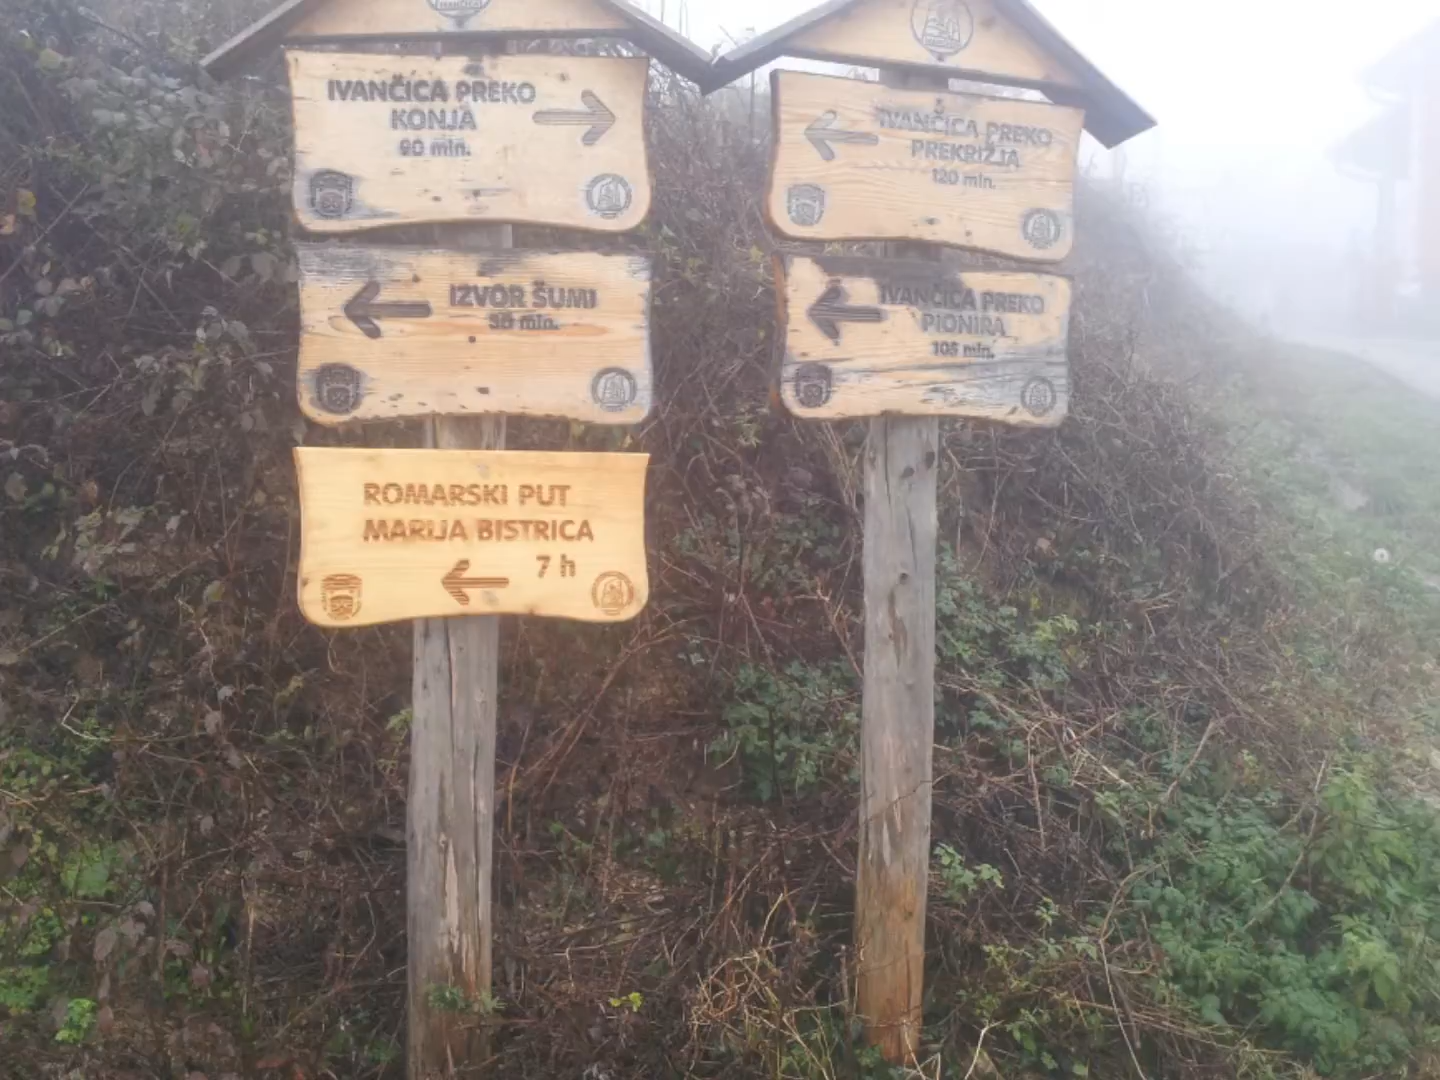 IVANČICA PREKO
KONJA
90 min.
IZVOR ŠUMI
min.
ROMARSKI PUT
MARIJA BISTRICA
7 h
IVANČICA PREKO
PREKRIŽJA
120 min.
IVANČICA PREKO
PIONIRA
105 min.